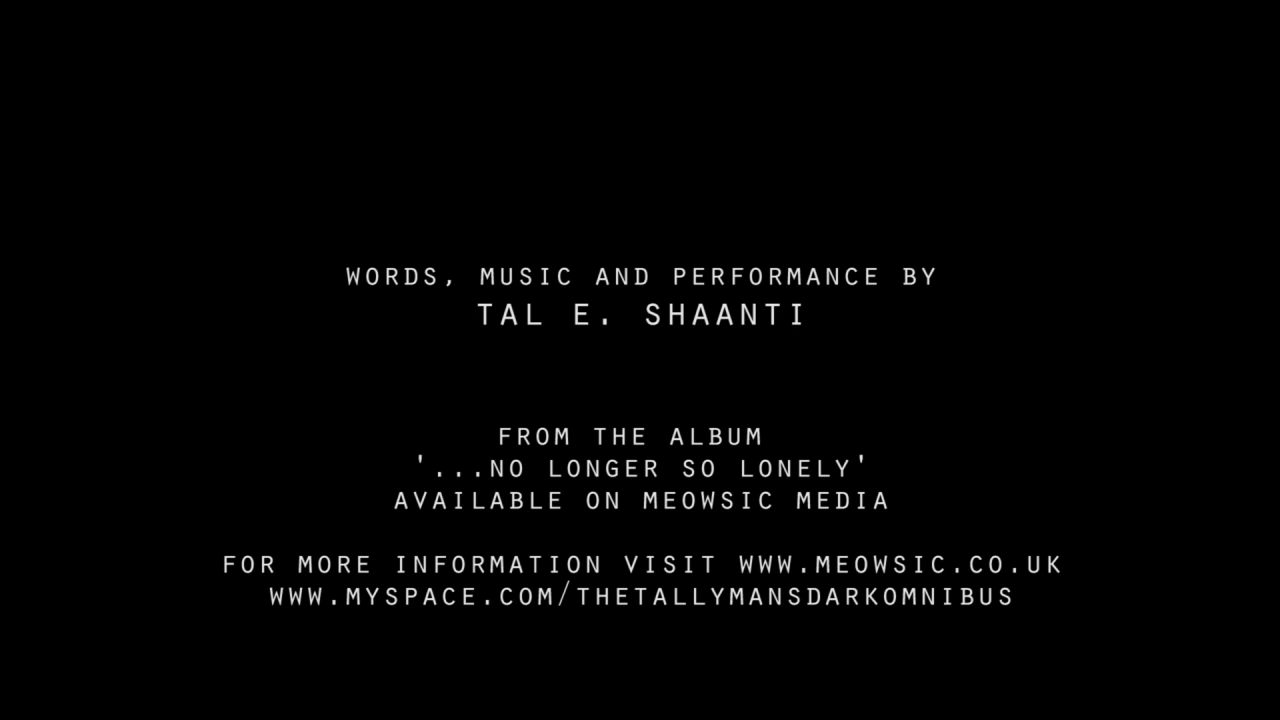 WORDS, MUSIC AND PERFORMANCE BY
TAL E. SHAANTI
FROM THE ALBUM
'...NO LONGER SO LONELY'
AVAILABLE ON MEOWSIC MEDIA
FOR MORE INFORMATION VISIT WWW.MEOWSIC.CO.UK
WWW.MYSPACE.COM/THETALLYMANSDARKOMNIBUS